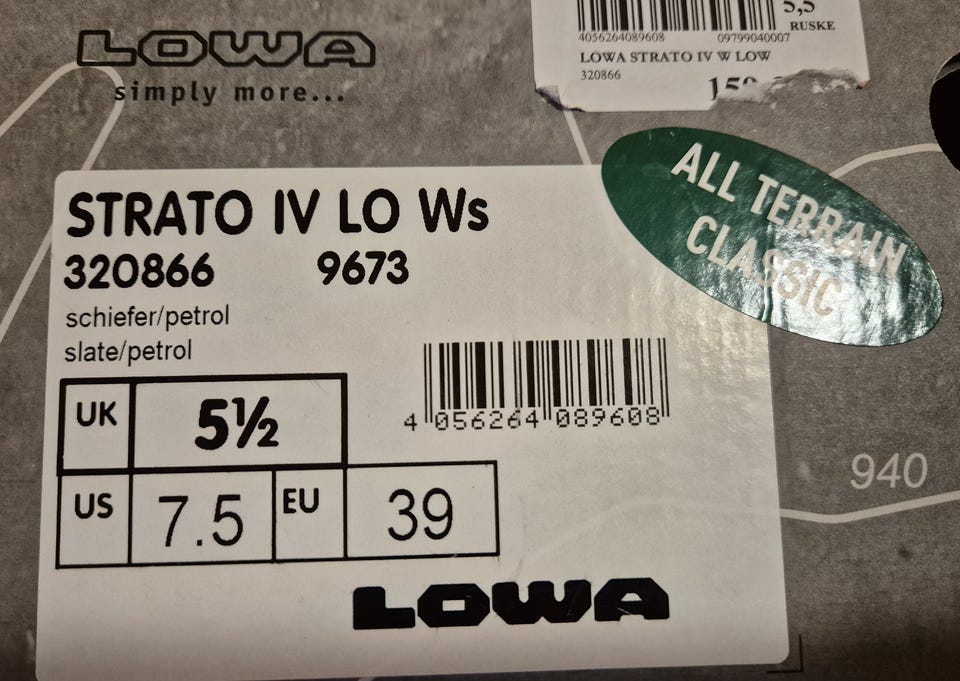 LOWA
simply more...
5,5
RUSKE
4056264089608 09799040007
LOWA STRATO IV W LOW
320866
ALL TERRAIN
CLASSIC
STRATO IV LO Ws
320866 9673
schiefer/petrol
slate/petrol
4 056264 089608
UK 5½
US 7.5 EU 39
LOWA
940